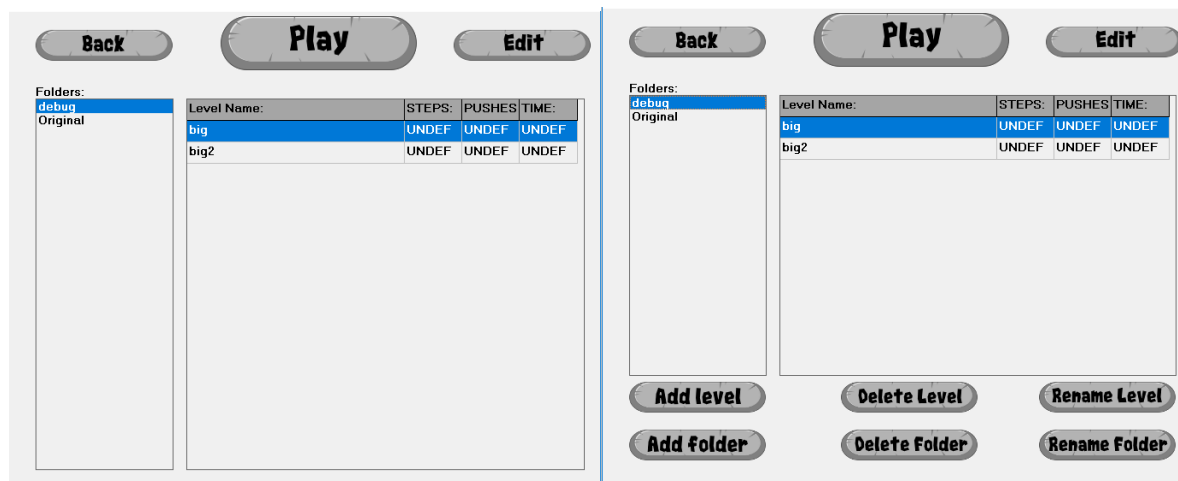 Back Play Edit
Folders:
debug
Original
Level Name: STEPS: PUSHES TIME:
big UNDEF UNDEF UNDEF
big2 UNDEF UNDEF UNDEF
Back Play Edit
Folders:
debug
Original
Level Name: STEPS: PUSHES TIME:
big UNDEF UNDEF UNDEF
big2 UNDEF UNDEF UNDEF
Add level Delete Level Rename Level
Add folder Delete Folder Rename Folder